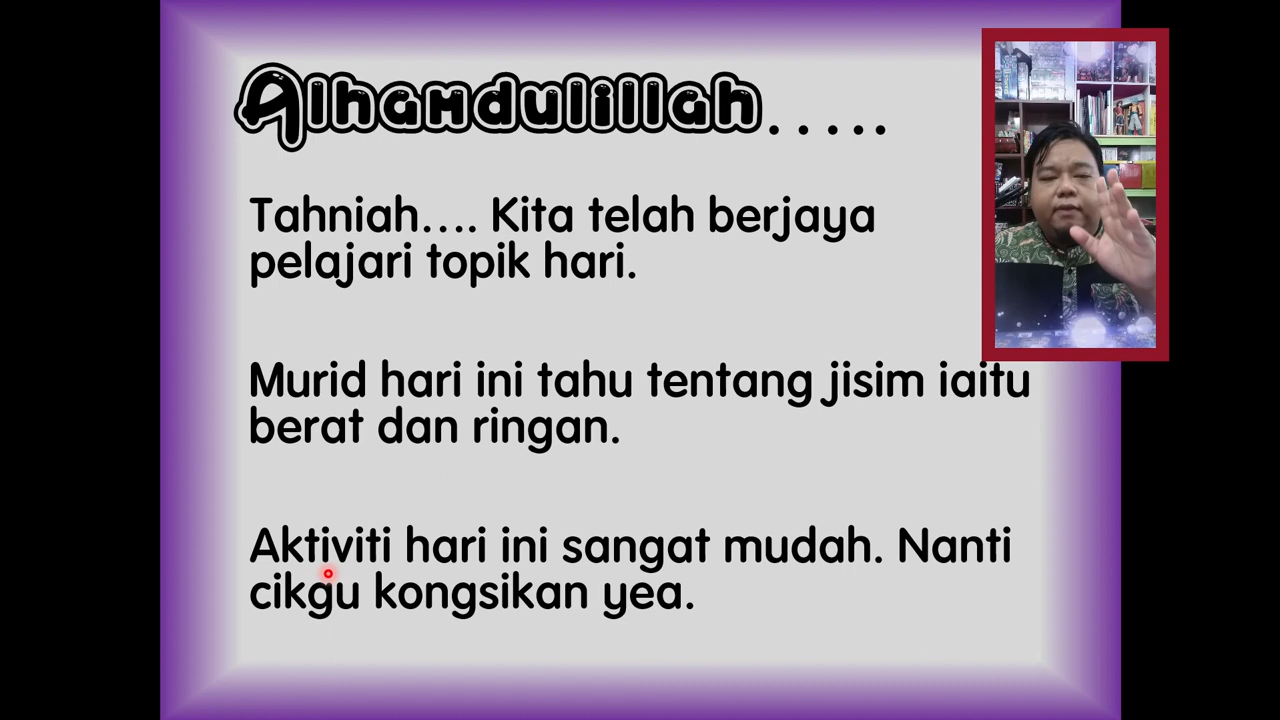 Alhamdulillah.....
Tahniah.... Kita telah berjaya
pelajari topik hari.
Murid hari ini tahu tentang jisim iaitu
berat dan ringan.
Aktiviti hari ini sangat mudah. Nanti
cikgu kongsikan yea.